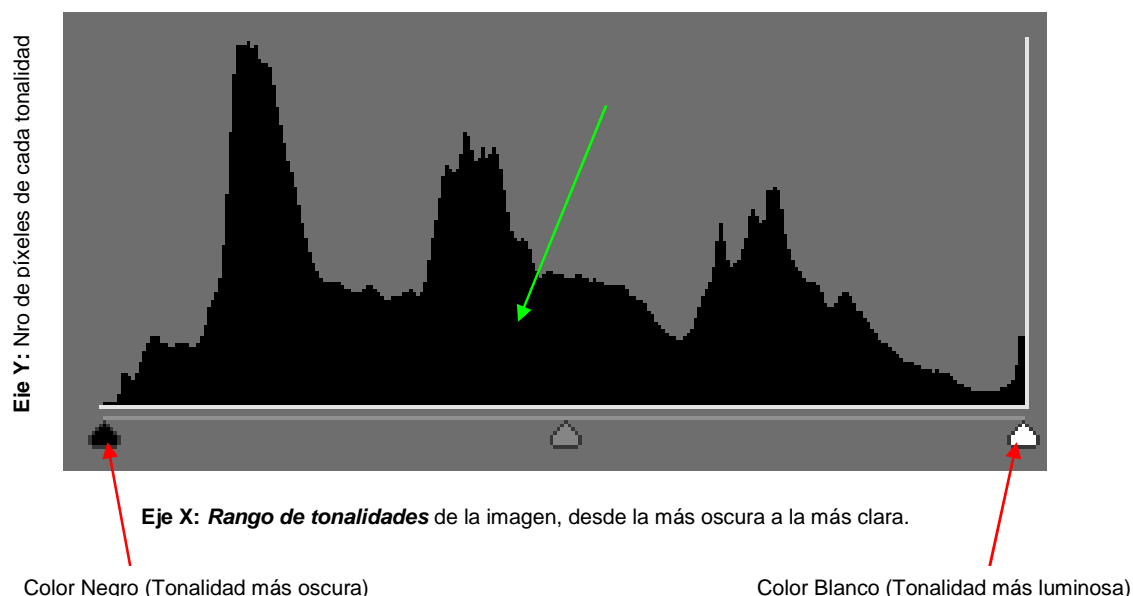 Eje Y: Nro de píxeles de cada tonalidad
Eje X: Rango de tonalidades de la imagen, desde la más oscura a la más clara.
Color Negro (Tonalidad más oscura)
Color Blanco (Tonalidad más luminosa)